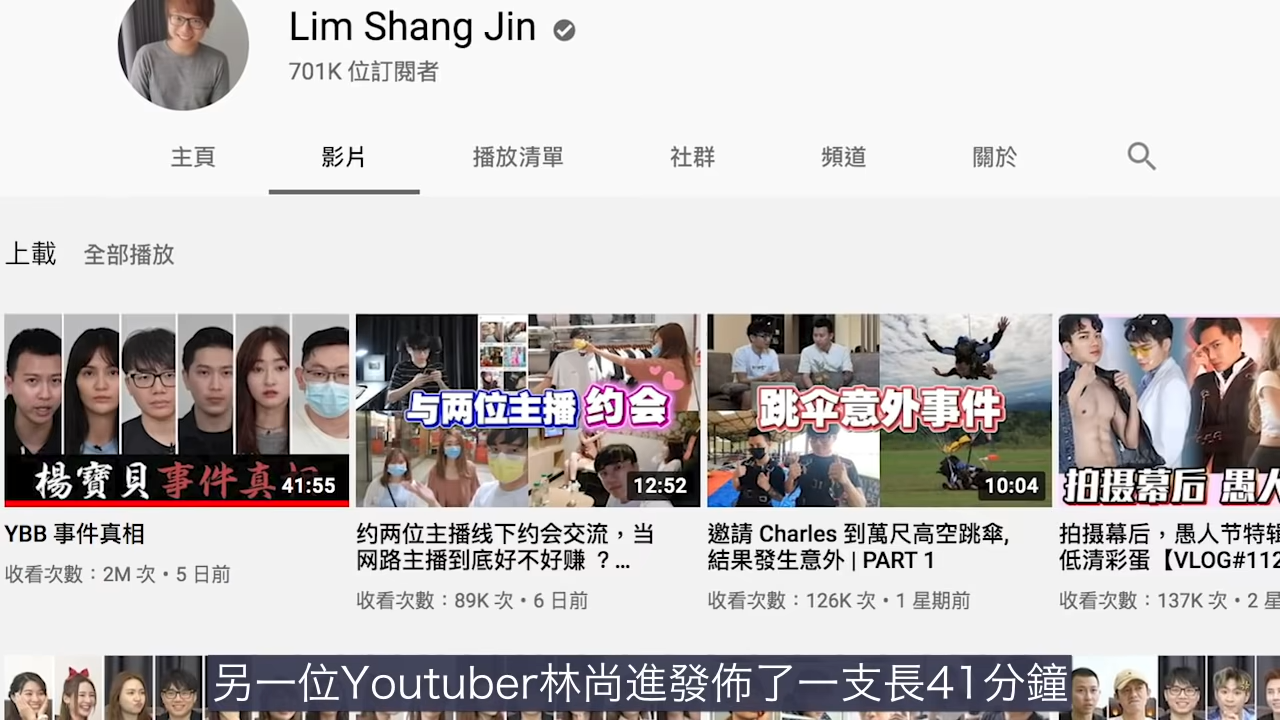 Lim Shang Jin
701K 位訂閱者
主頁 影片 播放清單 社群 頻道 關於
上載 全部播放
楊寶貝事件真相 41:55
与两位主播约会 12:52
跳伞意外事件 10:04
拍摄幕后 愚人
YBB 事件真相
收看次數：2M 次•5 日前
约两位主播线下约会交流，当
网路主播到底好不好赚 ？...
收看次數：89K 次•6 日前
邀請 Charles 到萬尺高空跳傘,
結果發生意外 | PART 1
收看次數：126K 次•1 星期前
拍摄幕后，愚人节特辑
低清彩蛋【VLOG#112
收看次數：137K 次•2 星
另一位Youtuber林尚進發佈了一支長41分鐘